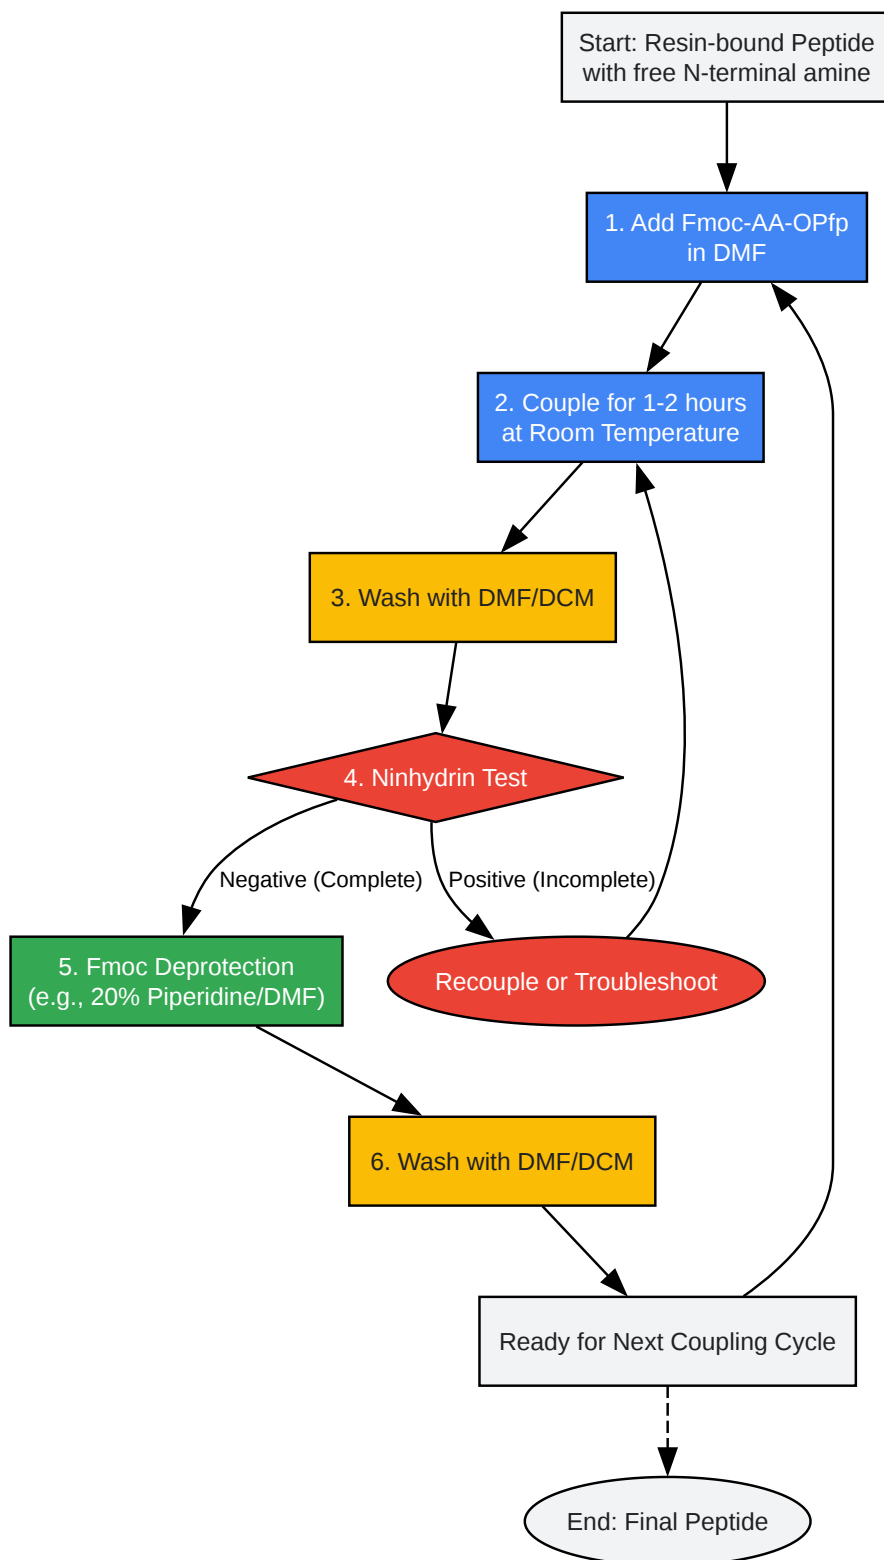 Start: Resin-bound Peptide
with free N-terminal amine
1. Add Fmoc-AA-OPfp
in DMF
2. Couple for 1-2 hours
at Room Temperature
3. Wash with DMF/DCM
4. Ninhydrin Test
Negative (Complete)
Positive (Incomplete)
5. Fmoc Deprotection
(e.g., 20% Piperidine/DMF)
Recouple or Troubleshoot
6. Wash with DMF/DCM
Ready for Next Coupling Cycle
End: Final Peptide